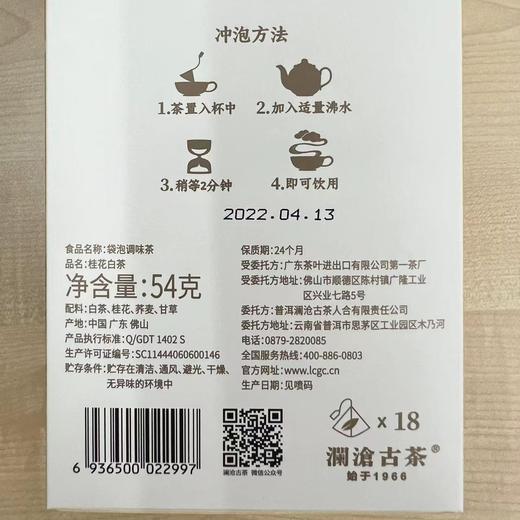 冲泡方法
1.茶置入杯中
2.加入适量沸水
3.稍等2分钟
4.即可饮用
2022.04.13
食品名称:袋泡调味茶
品名:桂花白茶
净含量:54克
配料:白茶、桂花、荞麦、甘草
产地:中国 广东 佛山
产品执行标准:Q/GDT 1402 S
生产许可证编号:SC11444060600146
贮存条件:贮存在清洁、通风、避光、干燥、
无异味的环境中
保质期:24个月
受委托方:广东茶叶进出口有限公司第一茶厂
受委托方地址:佛山市顺德区陈村镇广隆工业
区兴业七路5号
委托方:普洱澜沧古茶人合有限责任公司
委托方地址:云南省普洱市思茅区工业园区木乃河
电话:0879-2820085
全国服务热线:400-886-0803
官方网址:www.lcgc.cn
生产日期:见喷码
6 936500 022997
澜沧古茶 微信公众号
x 18
澜沧古茶®
始于1966